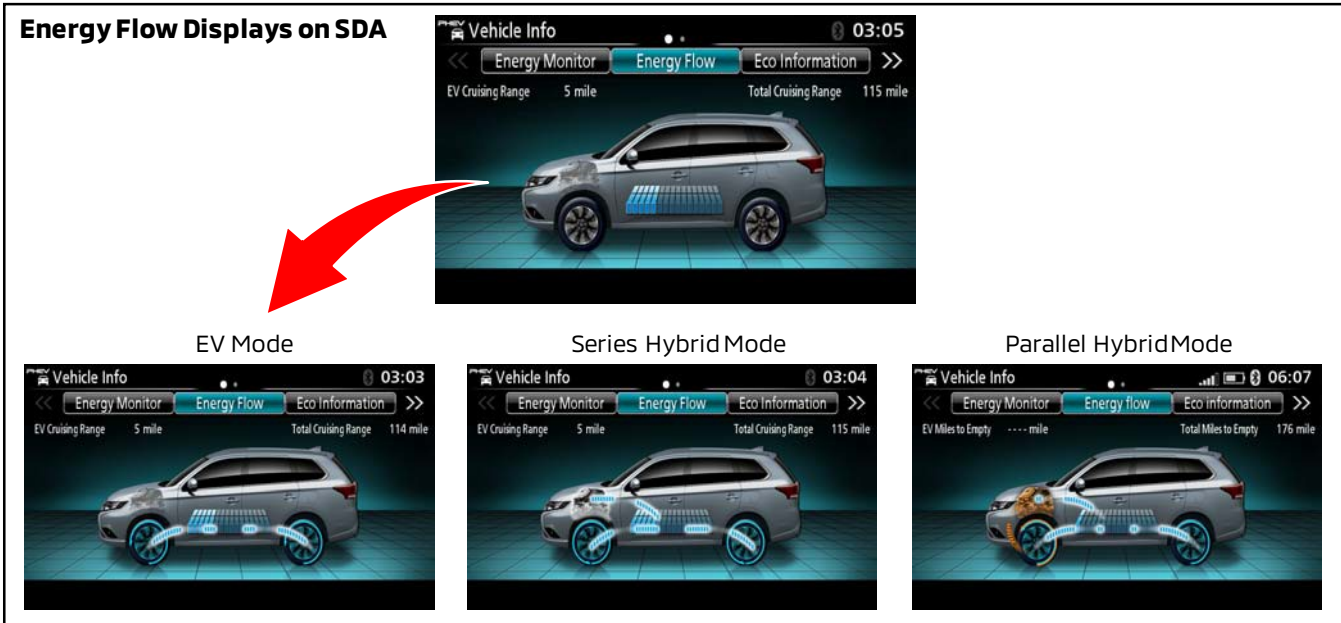 Energy Flow Displays on SDA
PHEV
Vehicle Info 03:05
Energy Monitor Energy Flow Eco Information
EV Cruising Range 5 mile Total Cruising Range 115 mile
EV Mode
PHEV
Vehicle Info 03:03
Energy Monitor Energy Flow Eco Information
EV Cruising Range 5 mile Total Cruising Range 114 mile
Series Hybrid Mode
PHEV
Vehicle Info 03:04
Energy Monitor Energy Flow Eco Information
EV Cruising Range 5 mile Total Cruising Range 115 mile
Parallel Hybrid Mode
PHEV
Vehicle Info 06:07
Energy Monitor Energy flow Eco information
EV Miles to Empty ---- mile Total Miles to Empty 176 mile